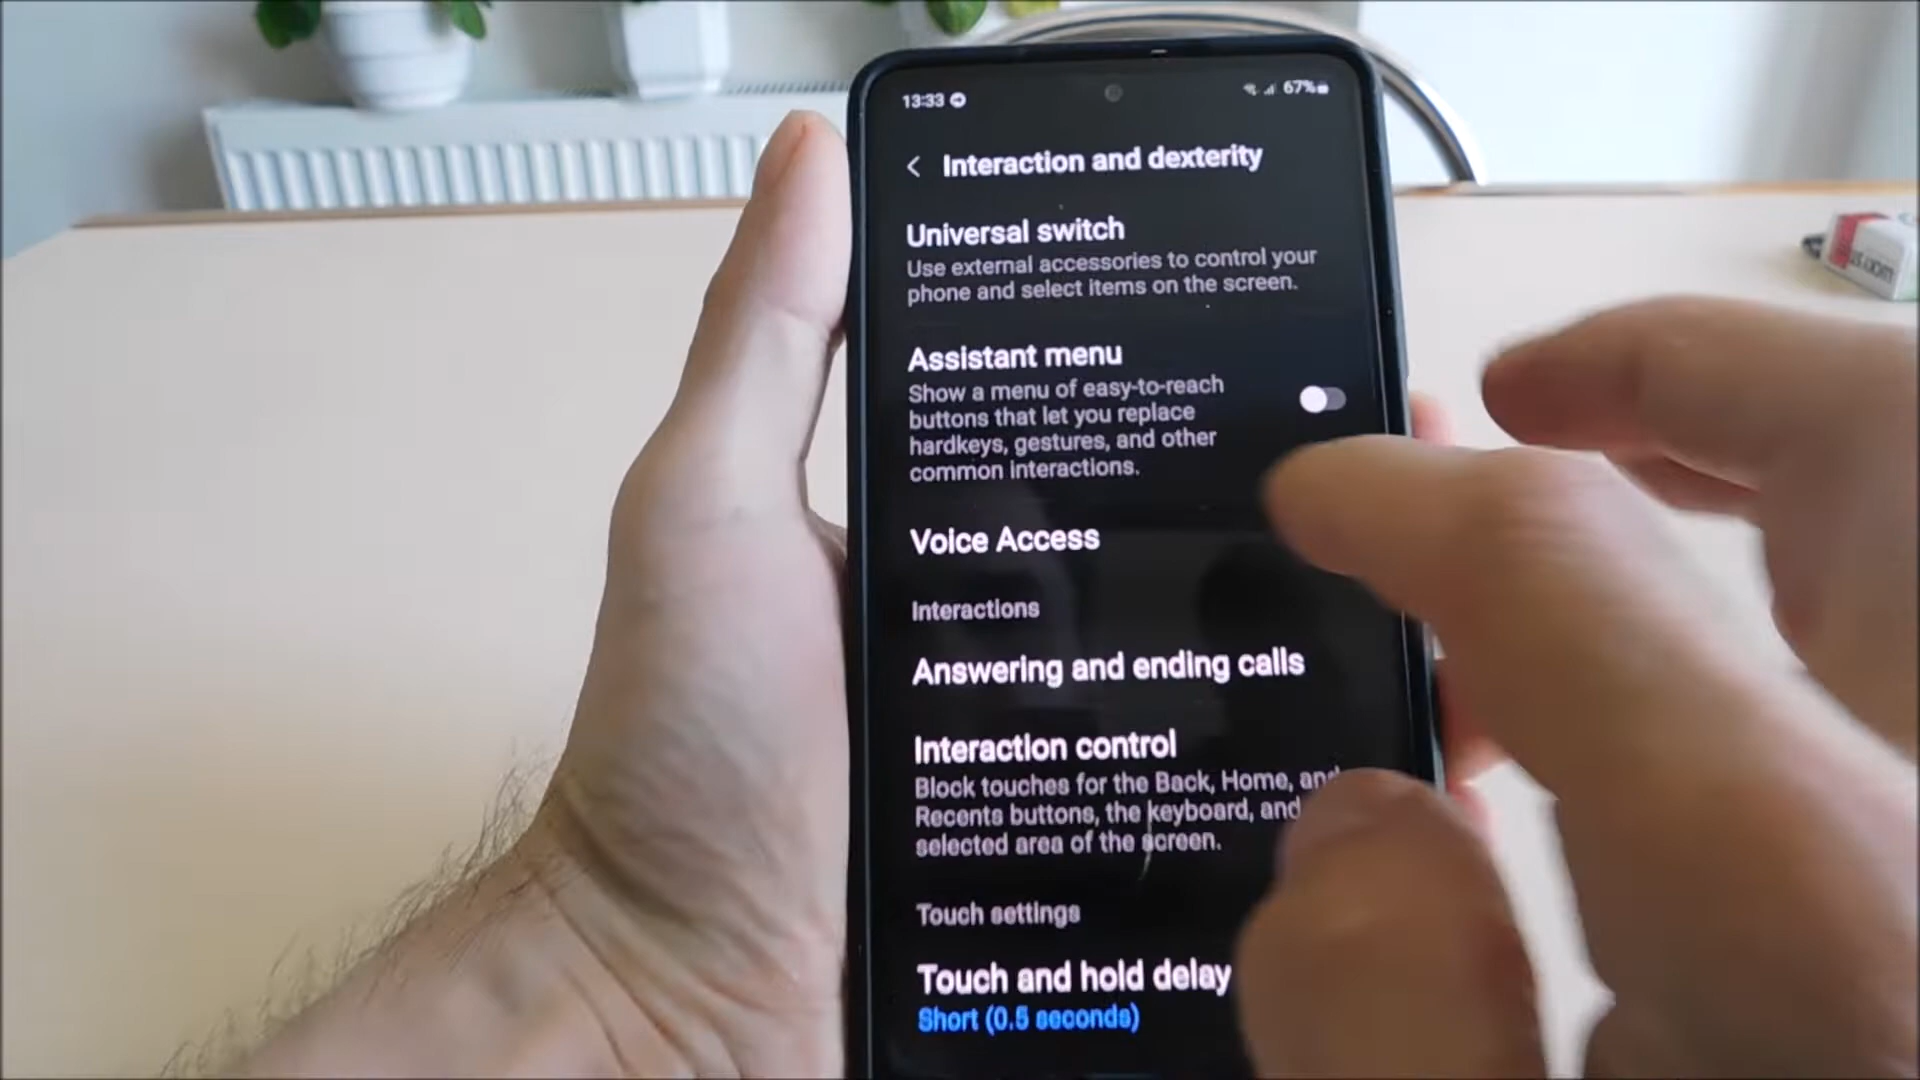 13:33
67%
Interaction and dexterity
Universal switch
Use external accessories to control your
phone and select items on the screen.
Assistant menu
Show a menu of easy-to-reach
buttons that let you replace
hardkeys, gestures, and other
common interactions.
Voice Access
Interactions
Answering and ending calls
Interaction control
Block touches for the Back, Home, and
Recents buttons, the keyboard, and
selected area of the screen.
Touch settings
Touch and hold delay
Short (0.5 seconds)